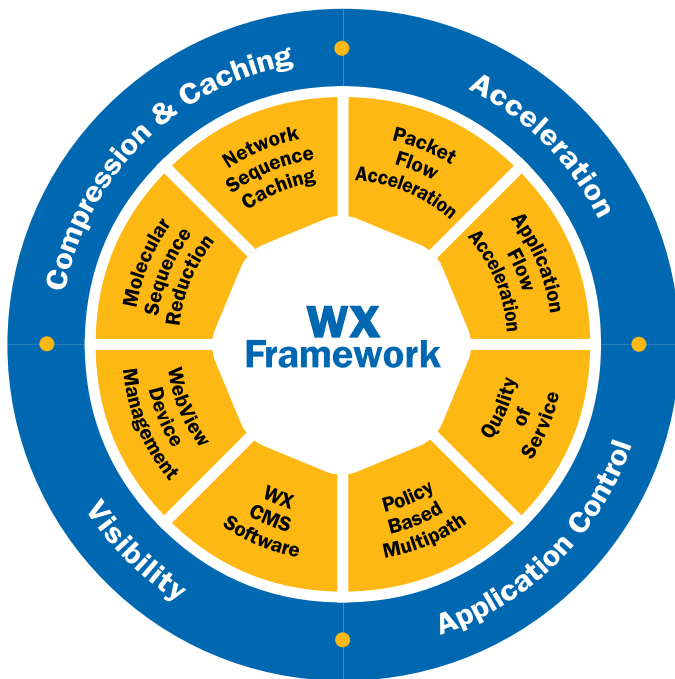 Compression & Caching
Acceleration
Network
Sequence
Caching
Packet
Flow
Acceleration
Molecular
Sequence
Reduction
Application
Flow
Acceleration
WX
Framework
WebView
Device
Management
Quality
of
Service
WX
CMS
Software
Policy
Based
Multipath
Visibility
Application Control